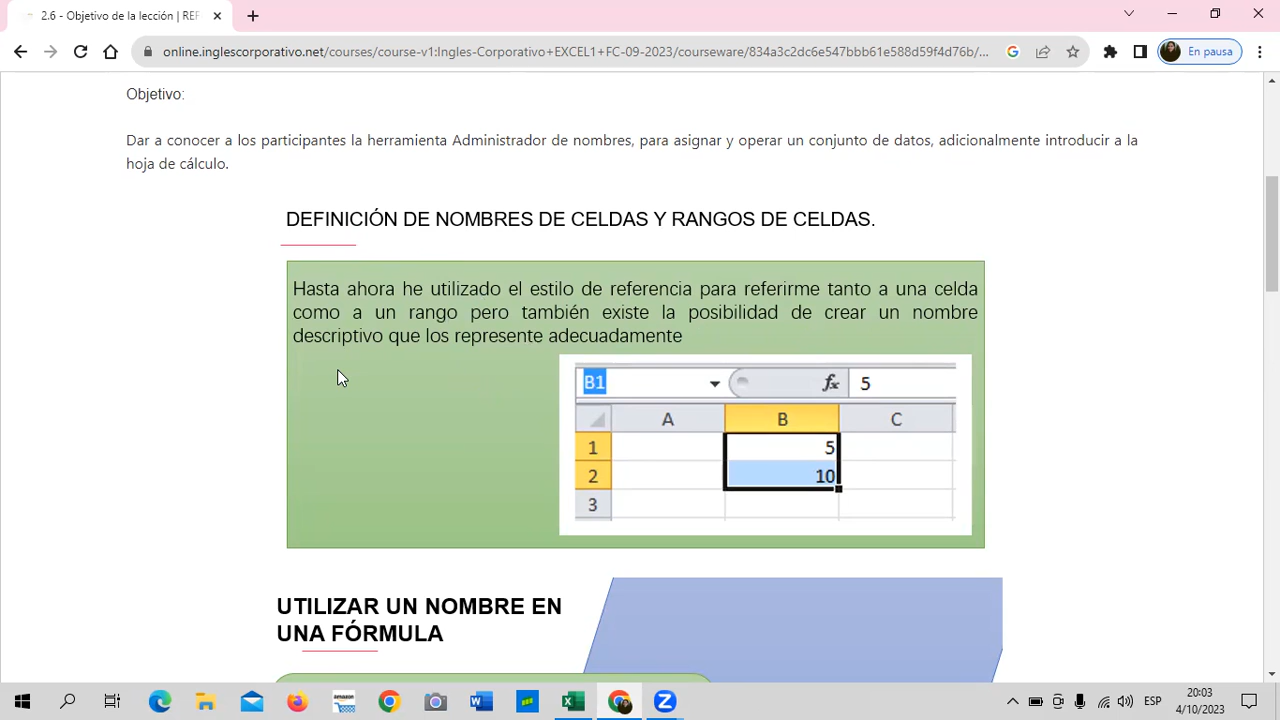 2.6 - Objetivo de la lección | REF
online.inglescorporativo.net/courses/course-v1:Ingles-Corporativo+EXCEL1+FC-09-2023/courseware/834a3c2dc6e547bbb61e588d59f4d76b/...
En pausa
Objetivo:
Dar a conocer a los participantes la herramienta Administrador de nombres, para asignar y operar un conjunto de datos, adicionalmente introducir a la
hoja de cálculo.
DEFINICIÓN DE NOMBRES DE CELDAS Y RANGOS DE CELDAS.
Hasta ahora he utilizado el estilo de referencia para referirme tanto a una celda
como a un rango pero también existe la posibilidad de crear un nombre
descriptivo que los represente adecuadamente
B1 fx 5
A B C
1 5
2 10
3
UTILIZAR UN NOMBRE EN
UNA FÓRMULA
amazon
ESP
20:03
4/10/2023